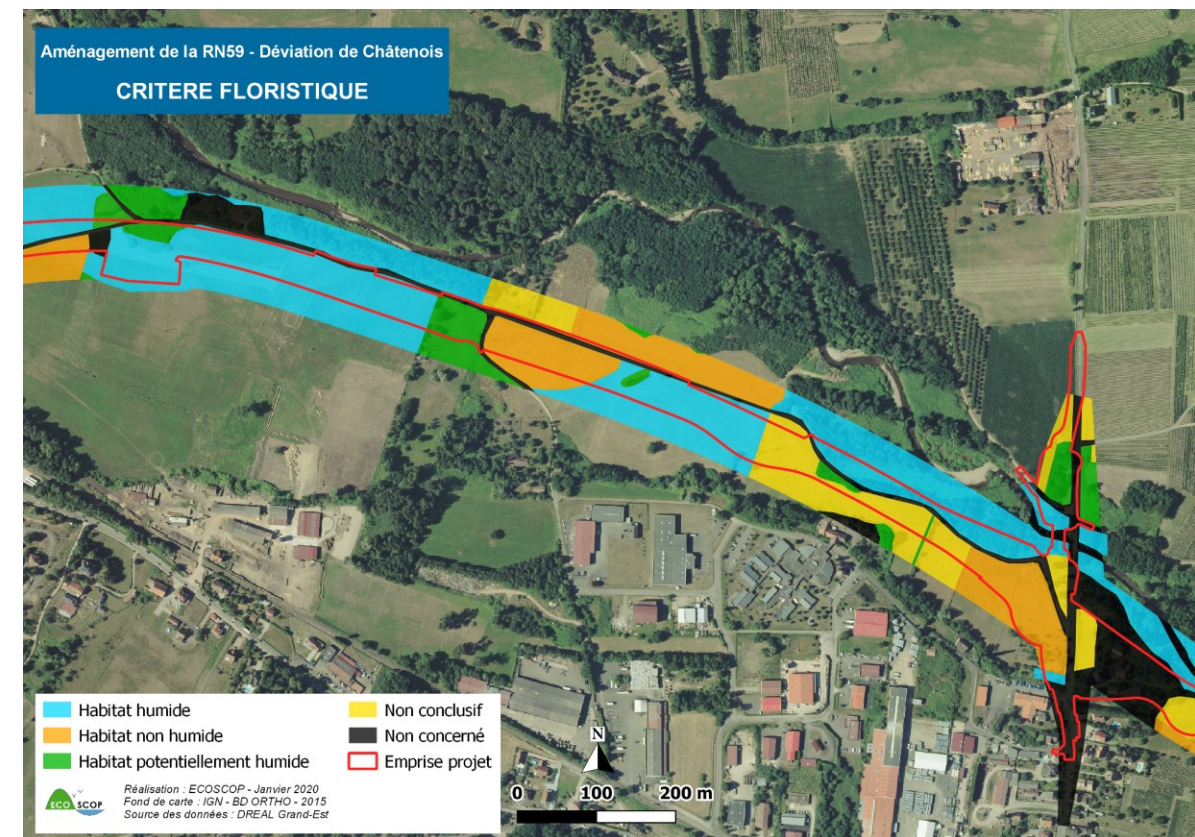 Aménagement de la RN59 - Déviation de Châtenois
CRITERE FLORISTIQUE
Habitat humide
Habitat non humide
Habitat potentiellement humide
Non conclusif
Non concerné
Emprise projet
ECO SCOP
Réalisation : ECOSCOP - Janvier 2020
Fond de carte : IGN - BD ORTHO - 2015
Source des données : DREAL Grand-Est
N
0 100 200 m